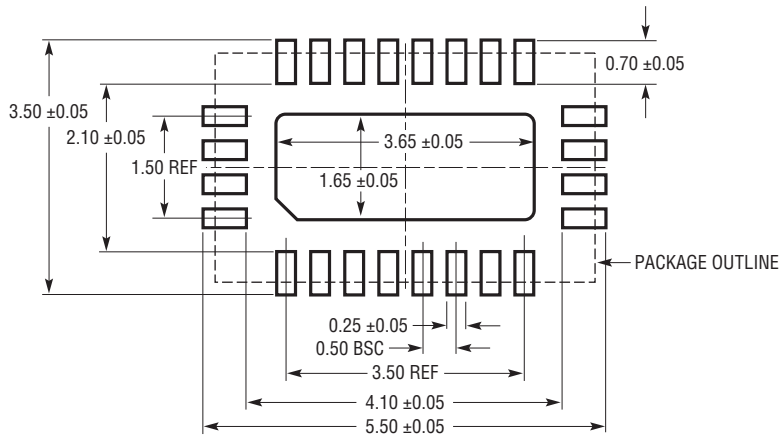 0.70 ±0.05
3.50 ±0.05
2.10 ±0.05
3.65 ±0.05
1.50 REF
1.65 ±0.05
PACKAGE OUTLINE
0.25 ±0.05
0.50 BSC
3.50 REF
4.10 ±0.05
5.50 ±0.05